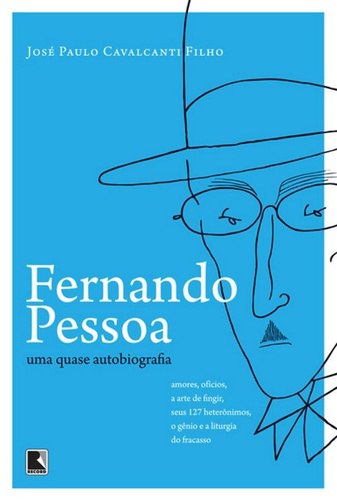 JOSÉ PAULO CAVALCANTI FILHO
Fernando
Pessoa
uma quase autobiografia
amores, ofícios,
a arte de fingir,
seus 127 heterônimos,
o gênio e a liturgia
do fracasso
R
RECORD